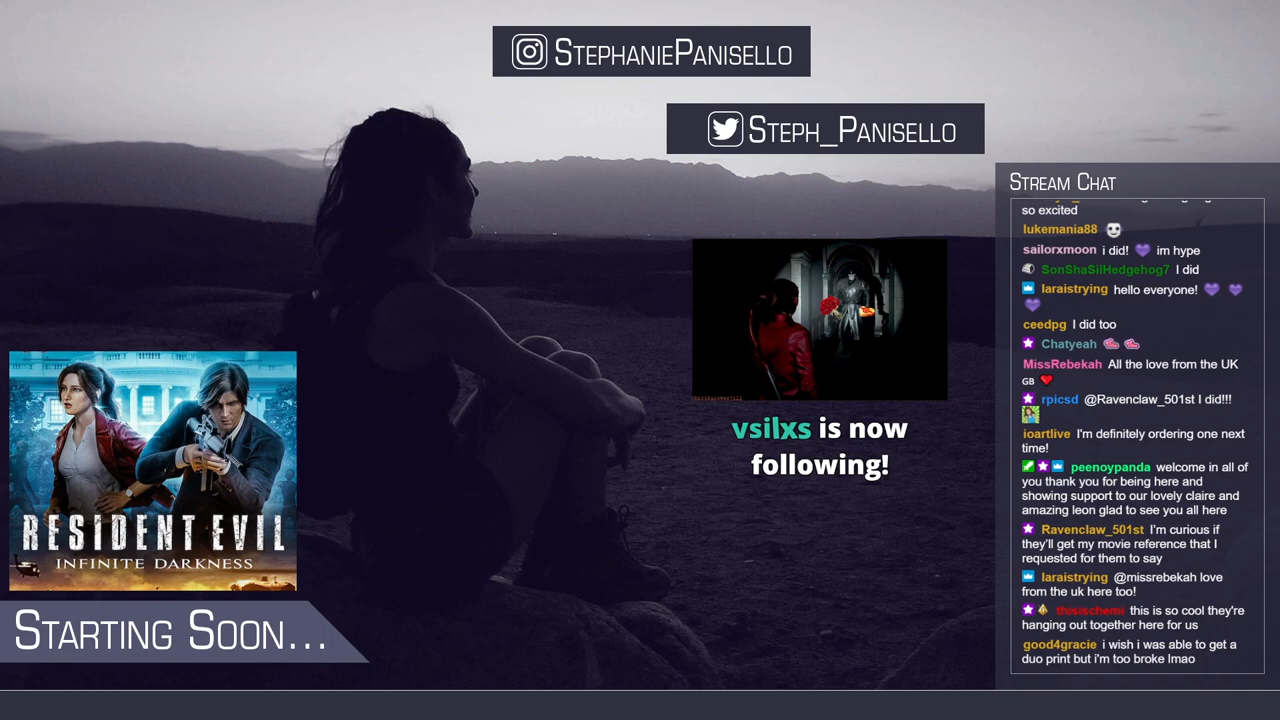 StephaniePanisello
Steph_Panisello
Stream Chat
so excited
lukemania88
sailorxmoon i did! im hype
SonShaSilHedgehog7 I did
laraistrying hello everyone!
ceedpg I did too
Chatyeah
MissRebekah All the love from the UK
GB
rpicsd @Ravenclaw_501st I did!!!
ioartlive I'm definitely ordering one next
time!
peenoypanda welcome in all of
you thank you for being here and
showing support to our lovely claire and
amazing leon glad to see you all here
Ravenclaw_501st I'm curious if
they'll get my movie reference that I
requested for them to say
laraistrying @missrebekah love
from the uk here too!
thisischemi this is so cool they're
hanging out together here for us
good4gracie i wish i was able to get a
duo print but i'm too broke lmao
vsilxs is now
following!
RESIDENT EVIL
INFINITE DARKNESS
Starting Soon...